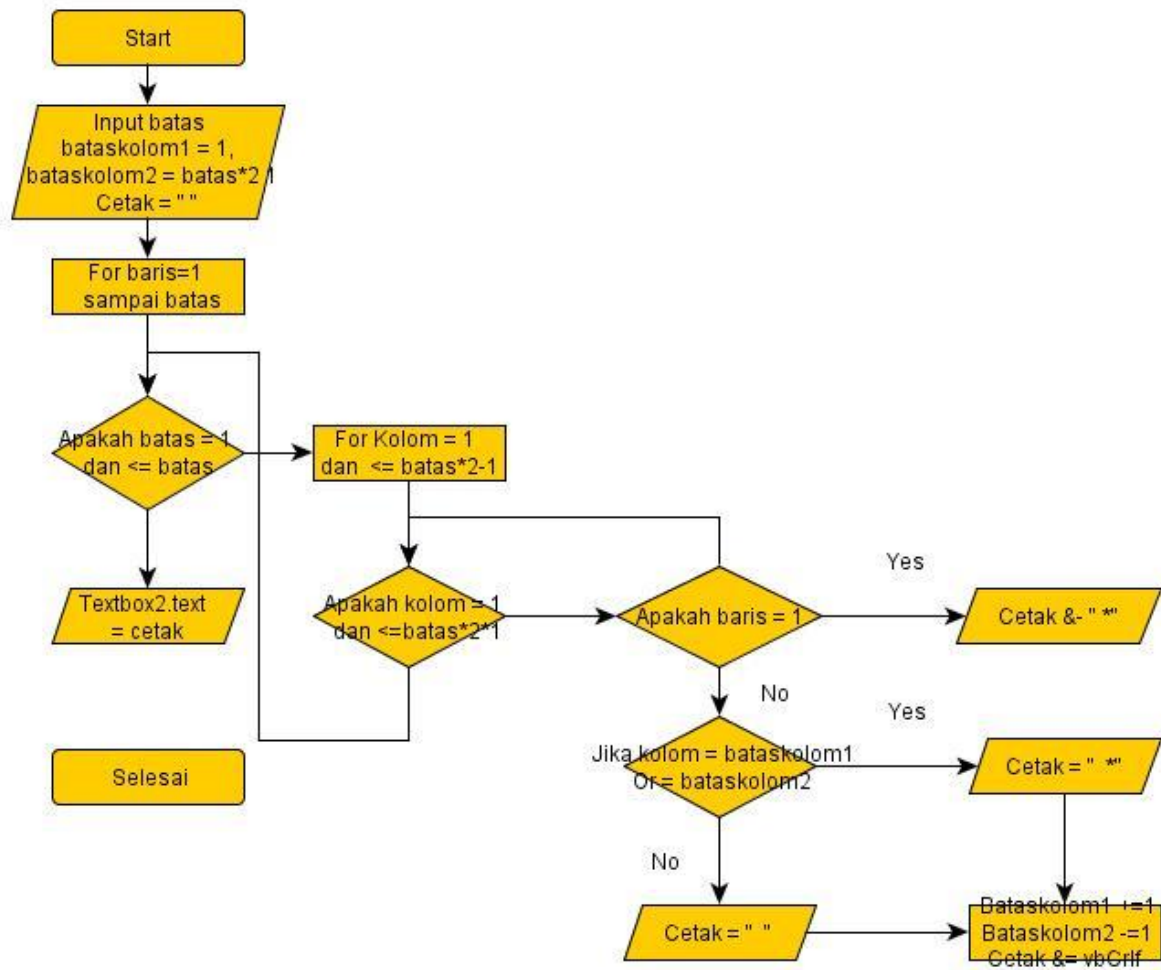 Start
Input batas
bataskolom1 = 1,
bataskolom2 = batas*2-1
Cetak = " "
For baris=1
sampai batas
Apakah batas = 1
dan <= batas
For Kolom = 1
dan <= batas*2-1
Textbox2.text
= cetak
Apakah kolom = 1
dan <=batas*2*1
Apakah baris = 1
Yes
Cetak &- " *"
No
Jika kolom = bataskolom1
Or = bataskolom2
Yes
Cetak = " *"
Selesai
No
Cetak = " "
Bataskolom1 +=1
Bataskolom2 -=1
Cetak &= vbCrlf